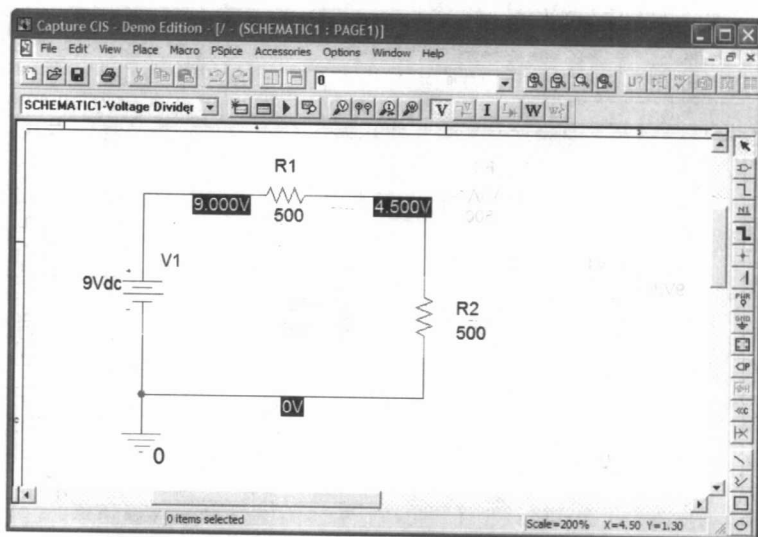 Capture CIS - Demo Edition - [/ - (SCHEMATIC1 : PAGE1)]
File Edit View Place Macro PSpice Accessories Options Window Help
0
U?
SCHEMATIC1-Voltage Divider
V I W
R1
9.000V
500
4.500V
V1
9Vdc
R2
500
0V
0
0 items selected
Scale=200% X=4.50 Y=1.30